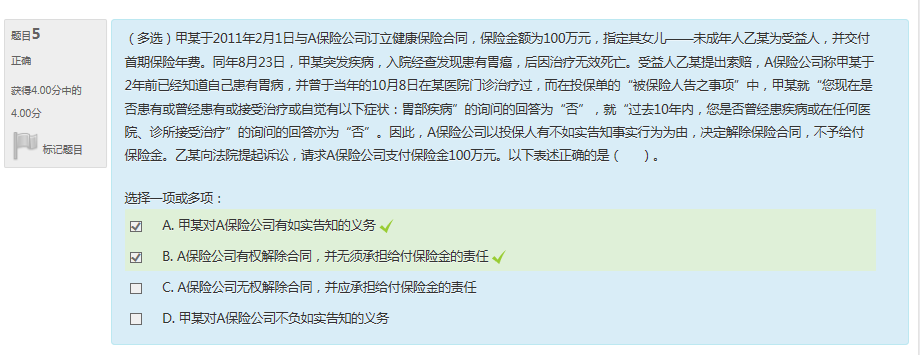 题目5
正确
获得4.00分中的
4.00分
标记题目
（多选）甲某于2011年2月1日与A保险公司订立健康保险合同，保险金额为100万元，指定其女儿——未成年人乙某为受益人，并交付
首期保险年费。同年8月23日，甲某突发疾病，入院经查发现患有胃癌，后因治疗无效死亡。受益人乙某提出索赔，A保险公司称甲某于
2年前已经知道自己患有胃病，并曾于当年的10月8日在某医院门诊治疗过，而在投保单的“被保险人告之事项”中，甲某就“您现在是
否患有或曾经患有或接受治疗或自觉有以下症状：胃部疾病”的询问的回答为“否”，就“过去10年内，您是否曾经患疾病或在任何医
院、诊所接受治疗”的询问的回答亦为“否”。因此，A保险公司以投保人有不如实告知事实行为为由，决定解除保险合同，不予给付
保险金。乙某向法院提起诉讼，请求A保险公司支付保险金100万元。以下表述正确的是（ ）。
选择一项或多项：
A. 甲某对A保险公司有如实告知的义务
B. A保险公司有权解除合同，并无须承担给付保险金的责任
C. A保险公司无权解除合同，并应承担给付保险金的责任
D. 甲某对A保险公司不负如实告知的义务